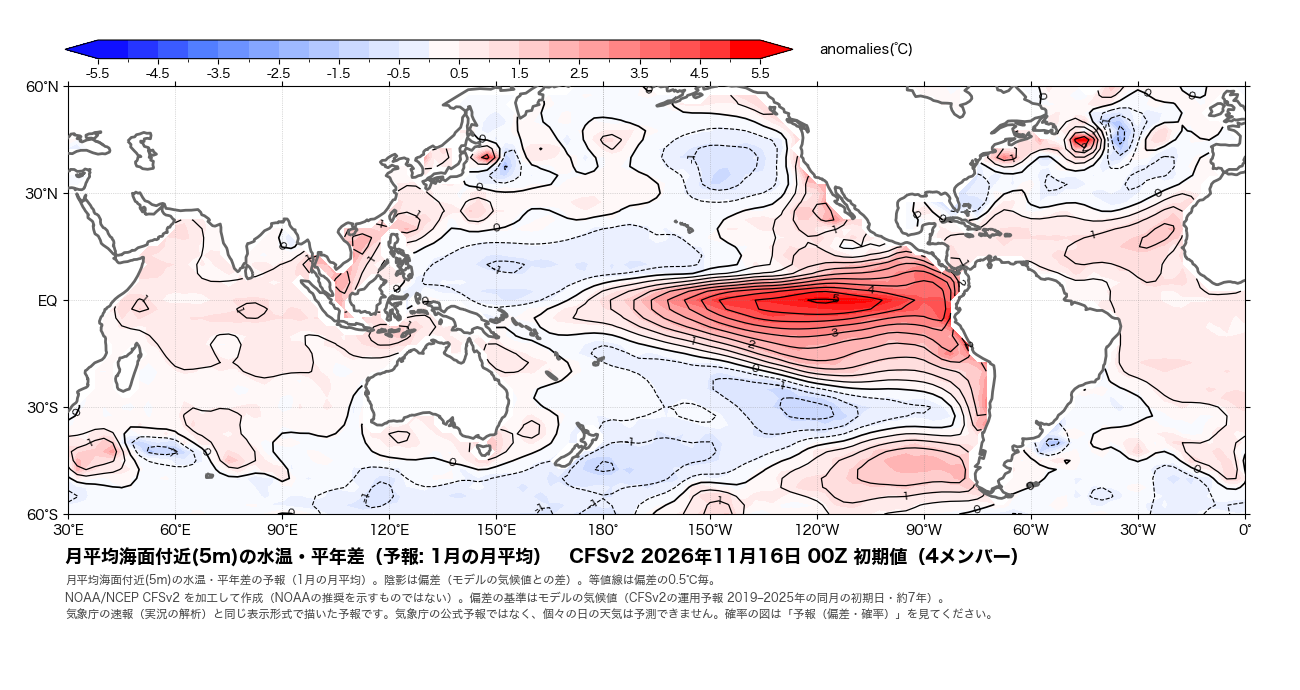 anomalies(℃)
-5.5 -4.5 -3.5 -2.5 -1.5 -0.5 0.5 1.5 2.5 3.5 4.5 5.5
60°N
30°N
EQ
30°S
60°S
30°E 60°E 90°E 120°E 150°E 180° 150°W 120°W 90°W 60°W 30°W 0°
月平均海面付近(5m)の水温・平年差（予報: 1月の月平均） CFSv2 2026年11月16日 00Z 初期値（4メンバー）
月平均海面付近(5m)の水温・平年差の予報（1月の月平均）。陰影は偏差（モデルの気候値との差）。等値線は偏差の0.5℃毎。
NOAA/NCEP CFSv2 を加工して作成（NOAAの推奨を示すものではない）。偏差の基準はモデルの気候値（CFSv2の運用予報 2019–2025年の同月の初期日・約7年）。
気象庁の速報（実況の解析）と同じ表示形式で描いた予報です。気象庁の公式予報ではなく、個々の日の天気は予測できません。確率の図は「予報（偏差・確率）」を見てください。